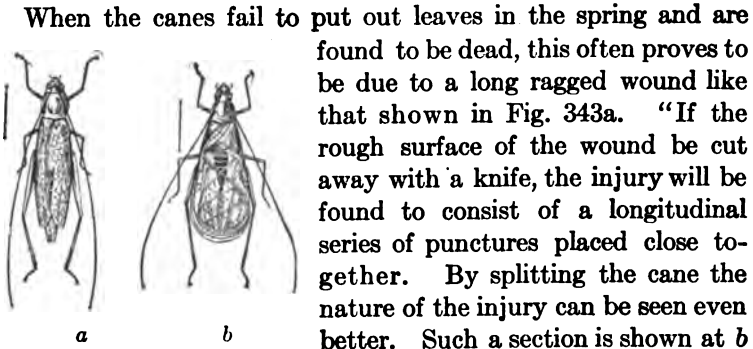 When the canes fail to put out leaves in the spring and are
found to be dead, this often proves to
be due to a long ragged wound like
that shown in Fig. 343a. “If the
rough surface of the wound be cut
away with a knife, the injury will be
found to consist of a longitudinal
series of punctures placed close to-
gether. By splitting the cane the
nature of the injury can be seen even
better. Such a section is shown at b
a b